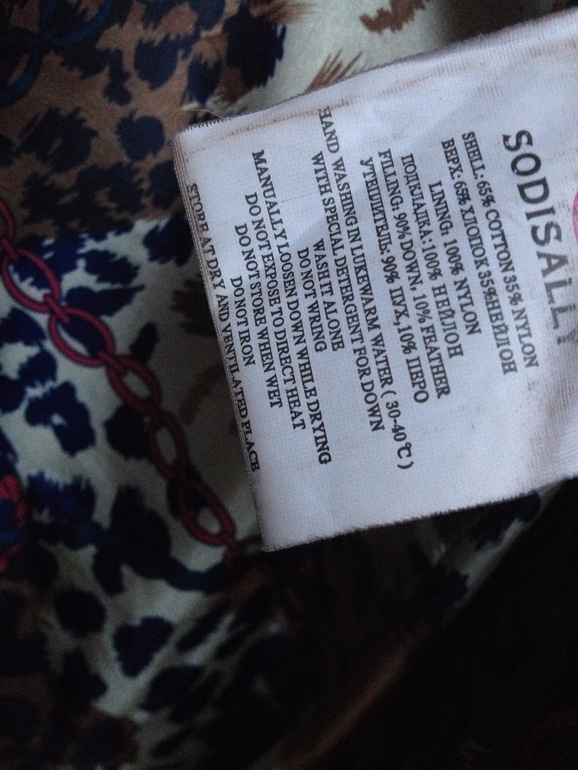 SODISALLY
SHELL: 65% COTTON 35% NYLON
ВЕРХ: 65% ХЛОПОК 35%НЕЙЛОН
LINING: 100% NYLON
ПОДКЛАДКА:100% НЕЙЛОН
FILLING: 90%DOWN, 10% FEATHER
УТЕПЛИТЕЛЬ: 90% ПУХ,10% ПЕРО
HAND WASHING IN LUKEWARM WATER ( 30-40℃ )
WITH SPECIAL DETERGENT FOR DOWN
WASH IT ALONE
DO NOT WRING
MANUALLY LOOSEN DOWN WHILE DRYING
DO NOT EXPOSE TO DIRECT HEAT
DO NOT STORE WHEN WET
DO NOT IRON
STORE AT DRY AND VENTILATED PLACE